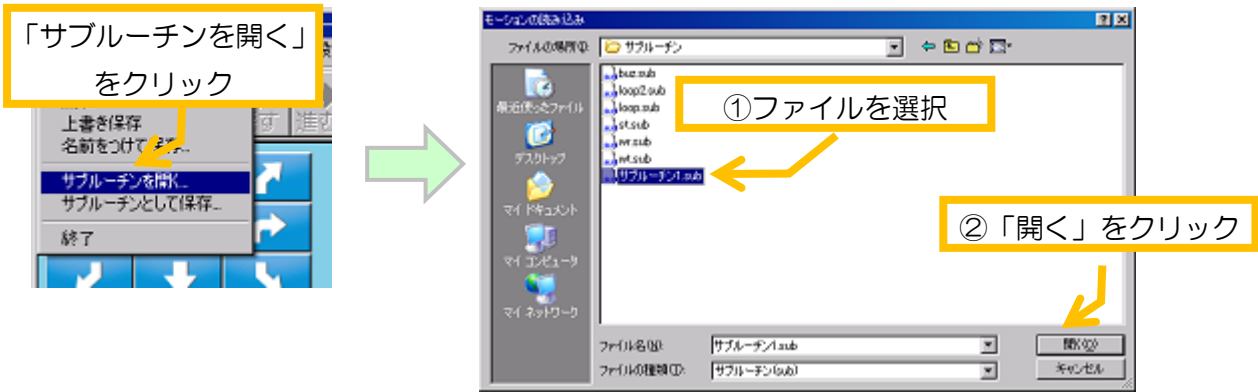 「サブルーチンを開く」
をクリック
上書き保存
名前をつけて保存...
サブルーチンを開く...
サブルーチンとして保存...
終了
す
進
モーションの読み込み
ファイルの場所(I):
サブルーチン
最近使ったファイル
デスクトップ
マイ ドキュメント
マイ コンピュータ
マイ ネットワーク
buz.sub
loop2.sub
loop.sub
st.sub
wr.sub
wt.sub
サブルーチン1.sub
①ファイルを選択
②「開く」をクリック
ファイル名(N):
サブルーチン1.sub
開く(O)
ファイルの種類(T):
サブルーチン(sub)
キャンセル